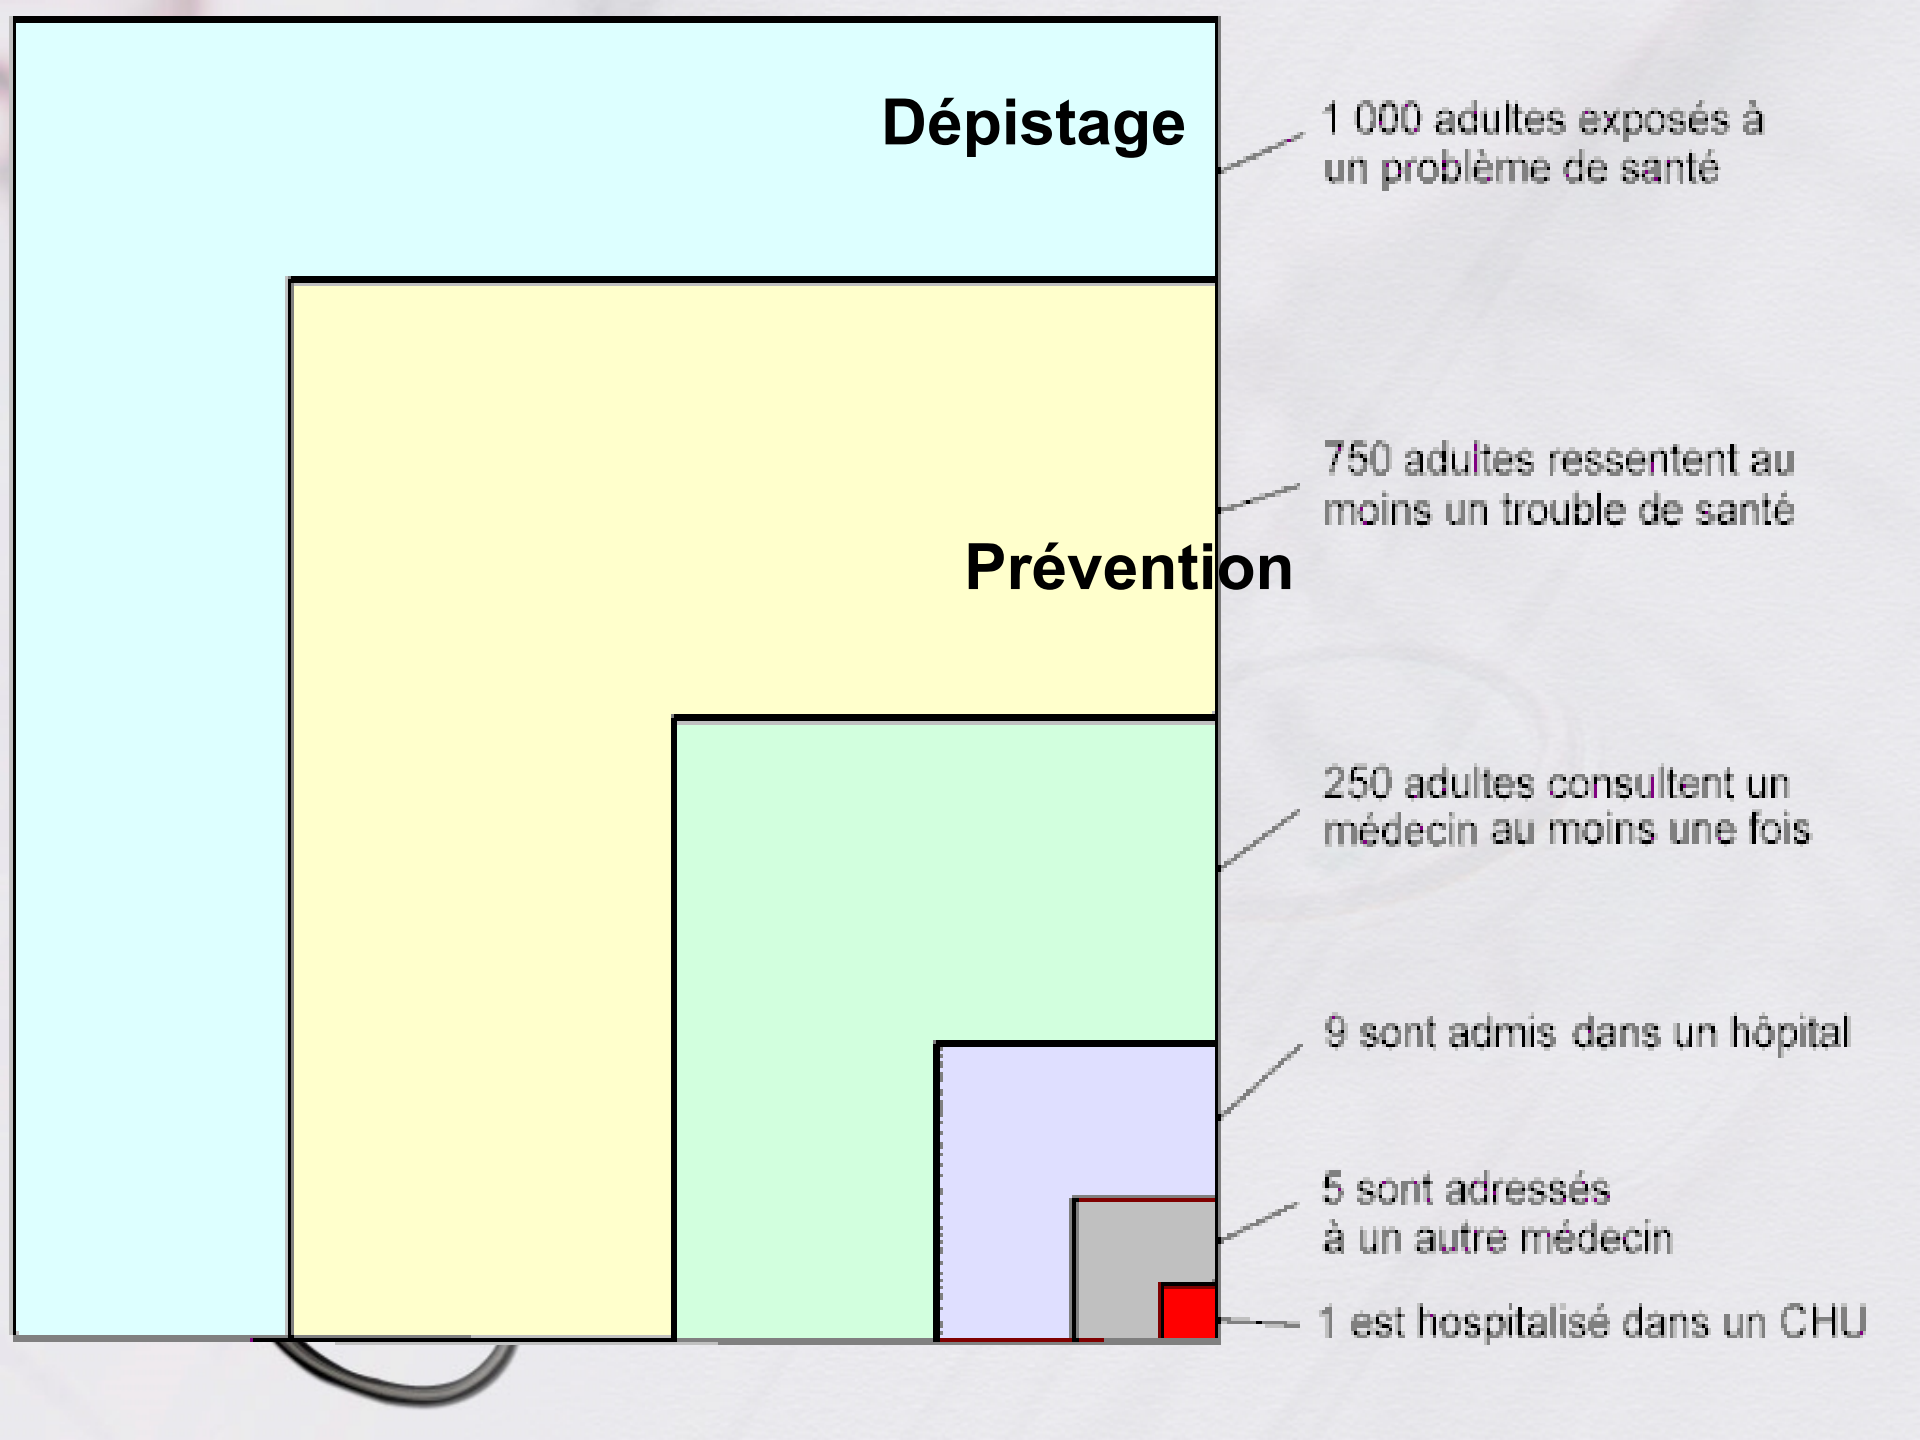 Dépistage
1 000 adultes exposés à
un problème de santé
750 adultes ressentent au
moins un trouble de santé
Prévention
250 adultes consultent un
médecin au moins une fois
9 sont admis dans un hôpital
5 sont adressés
à un autre médecin
1 est hospitalisé dans un CHU